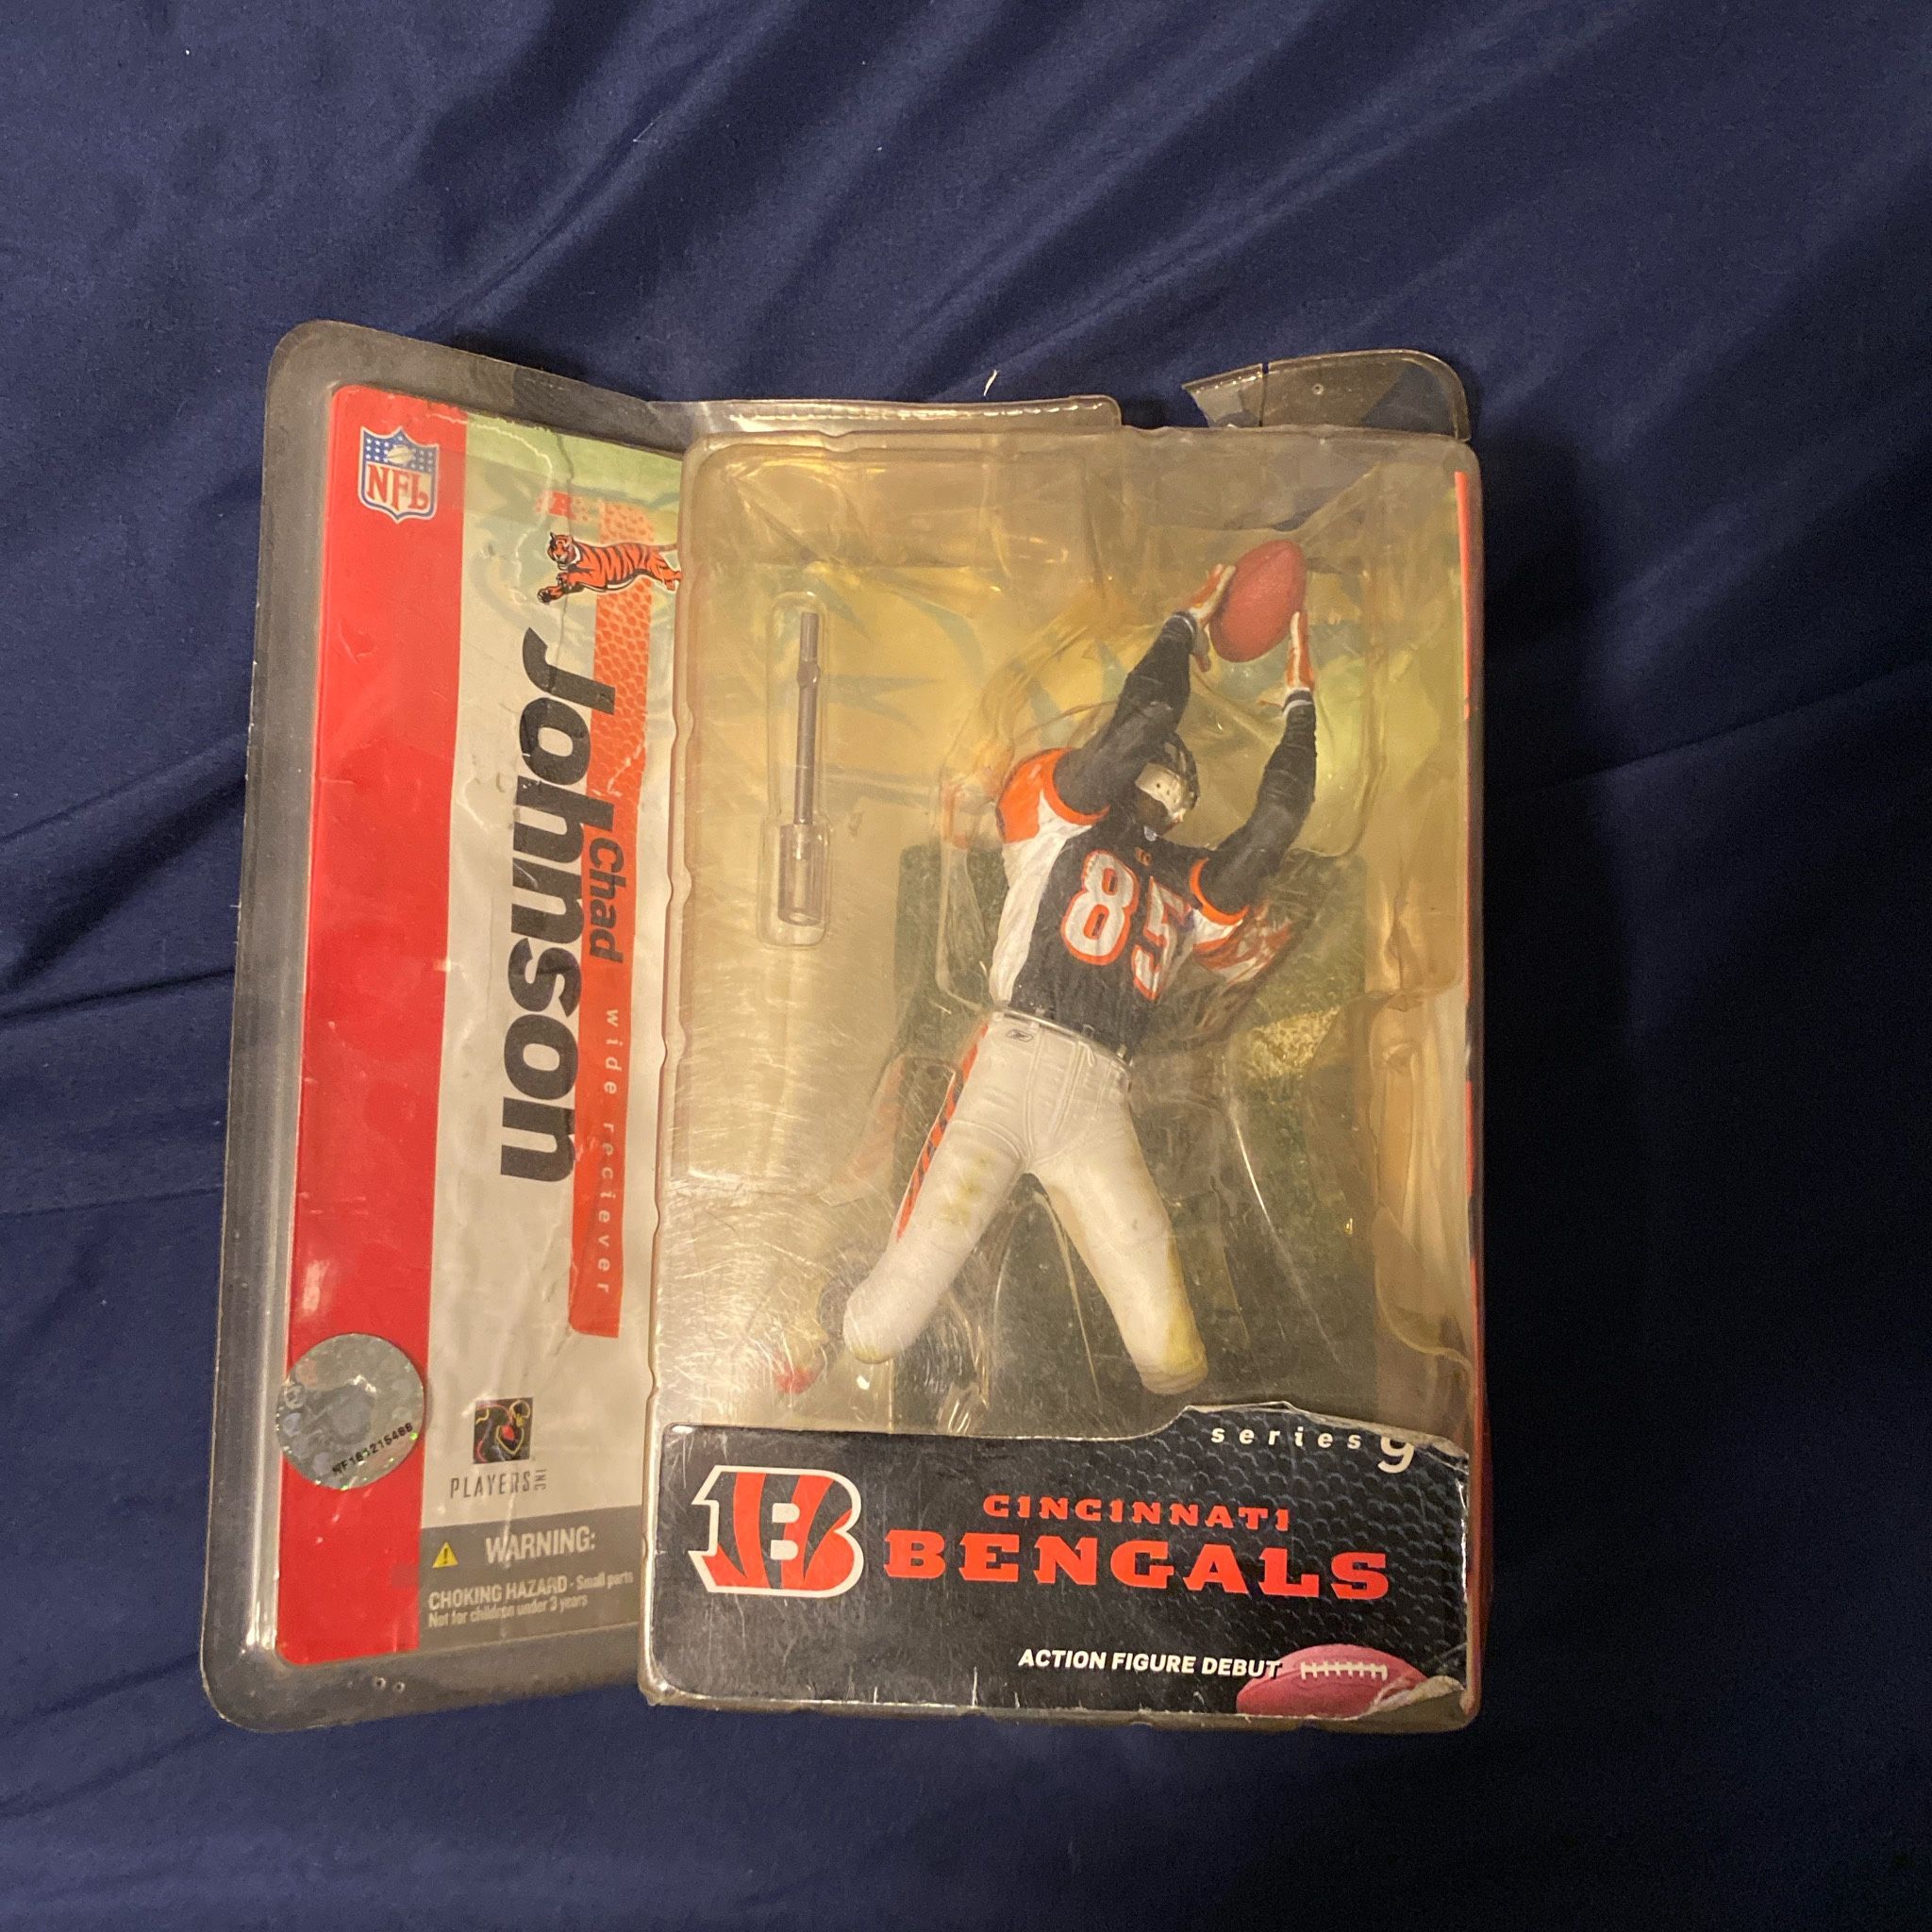 NFL
Johnson
Chad
wide reciever
PLAYERS
INC
WARNING:
CHOKING HAZARD - Small parts
Not for children under 3 years
85
series 9
B
CINCINNATI
BENGALS
ACTION FIGURE DEBUT